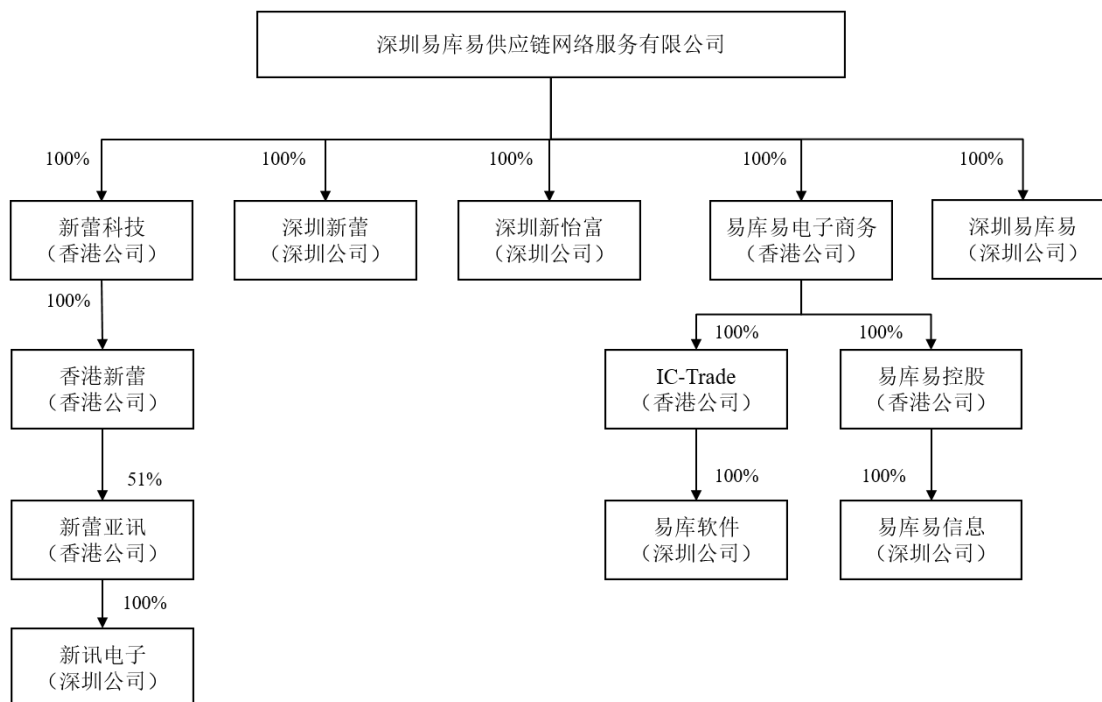 深圳易库易供应链网络服务有限公司
100%
100%
100%
100%
100%
新蕾科技
（香港公司）
深圳新蕾
（深圳公司）
深圳新怡富
（深圳公司）
易库易电子商务
（香港公司）
深圳易库易
（深圳公司）
100%
100%
100%
香港新蕾
（香港公司）
IC-Trade
（香港公司）
易库易控股
（香港公司）
51%
100%
100%
新蕾亚讯
（香港公司）
易库软件
（深圳公司）
易库易信息
（深圳公司）
100%
新讯电子
（深圳公司）